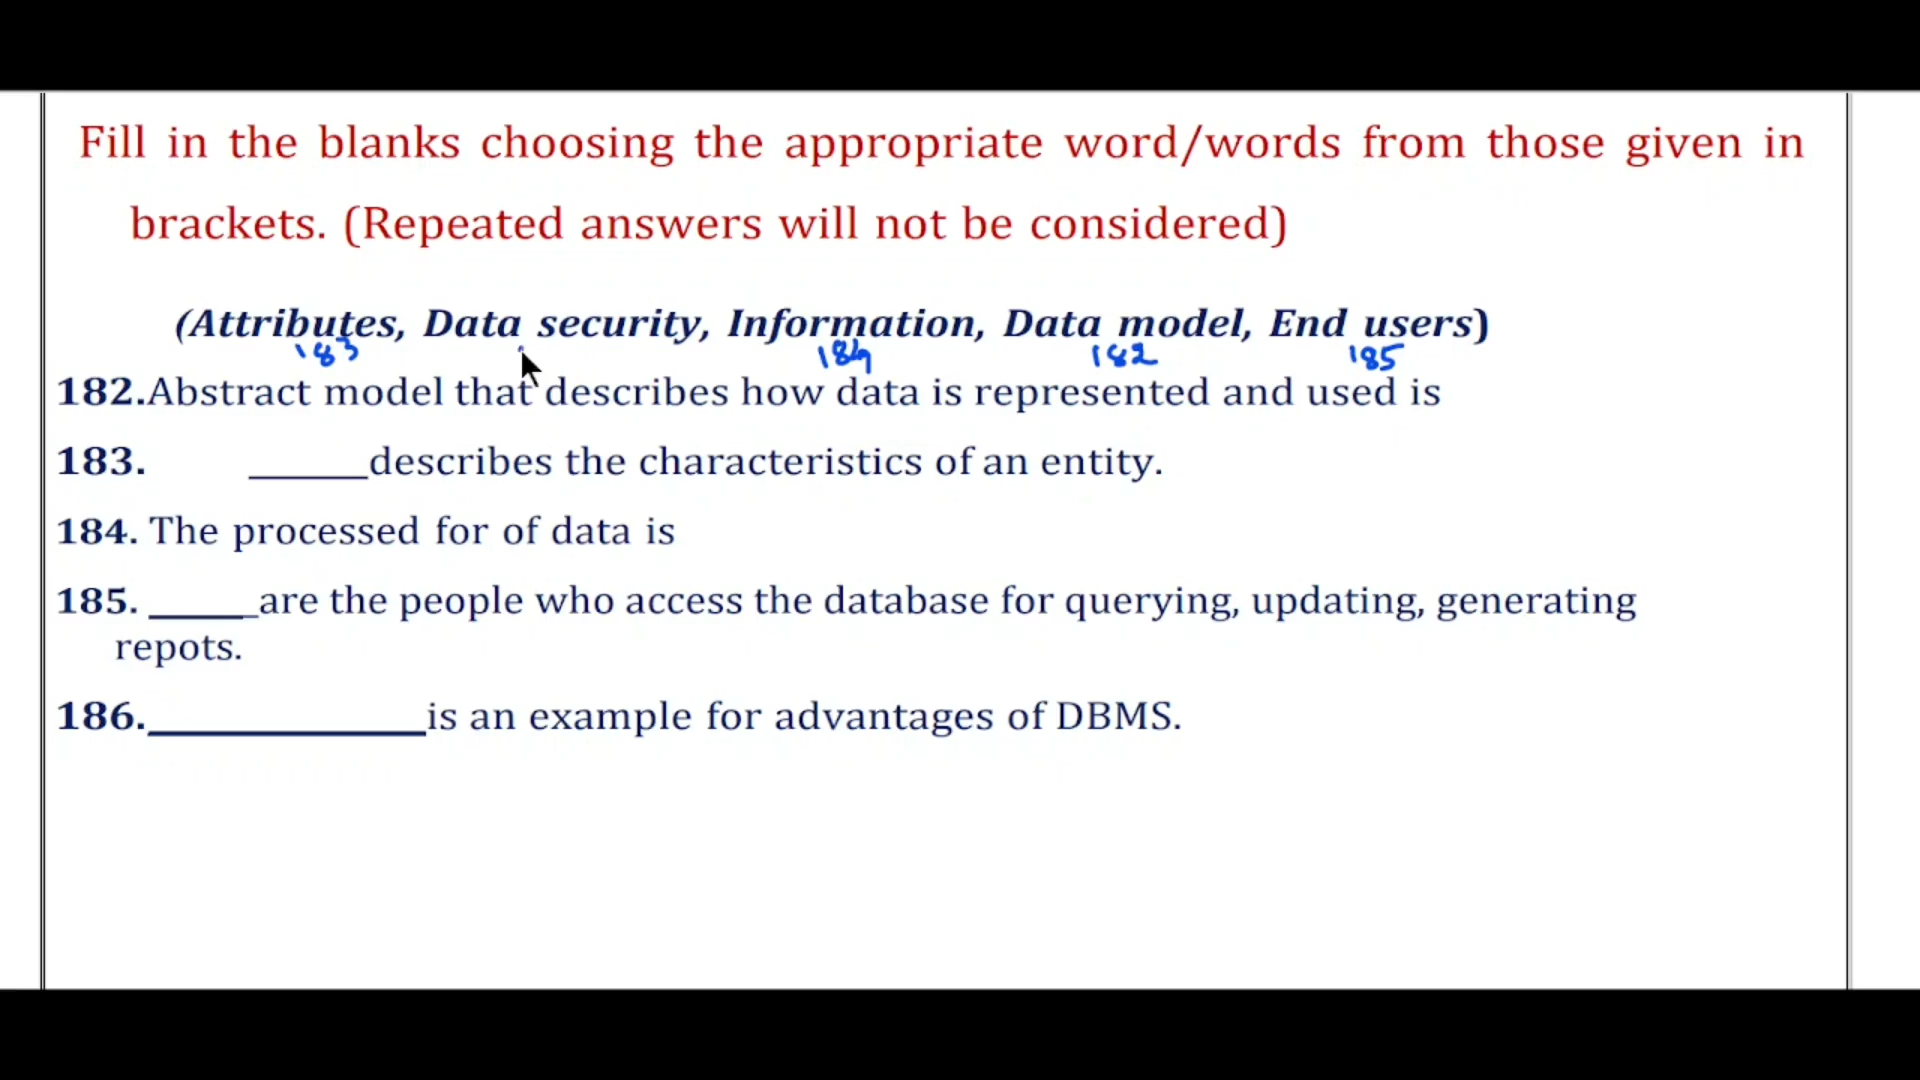 Fill in the blanks choosing the appropriate word/words from those given in
brackets. (Repeated answers will not be considered)
(Attributes, Data security, Information, Data model, End users)
183 184 182 185
182.Abstract model that describes how data is represented and used is
183. ______describes the characteristics of an entity.
184. The processed for of data is
185. _____are the people who access the database for querying, updating, generating
repots.
186.______________is an example for advantages of DBMS.